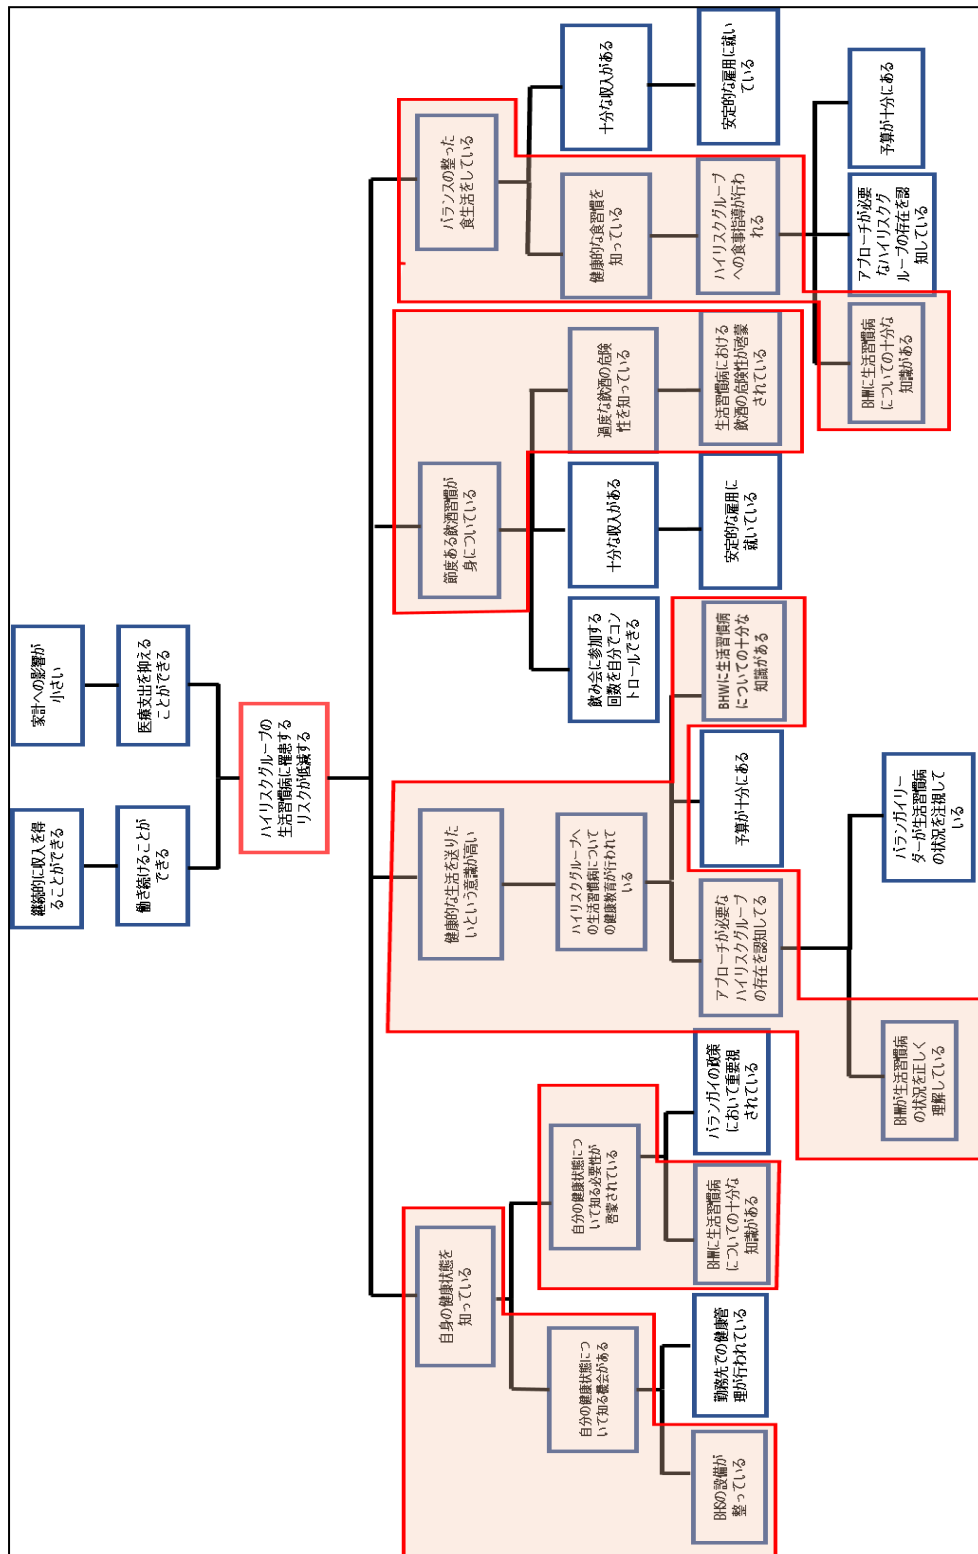 継続的に収入を得
ることができる
家計への影響が
小さい
働き続けることが
できる
医療支出を抑える
ことができる
ハイリスクグループの
生活習慣病に罹患する
リスクが低減する
自身の健康状態を
知っている
健康的な生活を送りた
いという意識が高い
節度ある飲酒習慣が
身についている
バランスの整った
食生活をしている
自分の健康状態につ
いて知る機会がある
自分の健康状態につ
いて知る必要性が
啓蒙されている
ハイリスクグループへ
の生活習慣病について
の健康教育が行われて
いる
飲み会に参加する
回数を自分でコン
トロールできる
十分な収入がある
過度な飲酒の危険
性を知っている
健康的な食習慣を
知っている
十分な収入がある
BHSの設備が
整っている
勤務先での健康管
理が行われている
BHWに生活習慣病
についての十分な
知識がある
バランガイの政策
において重要視
されている
アプローチが必要な
ハイリスクグループ
の存在を認知してる
予算が十分にある
BHWに生活習慣病
についての十分な
知識がある
安定的な雇用に
就いている
生活習慣病における
飲酒の危険性が啓蒙
されている
ハイリスクグループ
への食事指導が行わ
れる
安定的な雇用に就い
ている
BHWが生活習慣病
の状況を正しく
理解している
バランガイリー
ダーが生活習慣病
の状況を注視して
いる
BHWに生活習慣病
についての十分な
知識がある
アプローチが必要
なハイリスクグ
ループの存在を認
知している
予算が十分にある